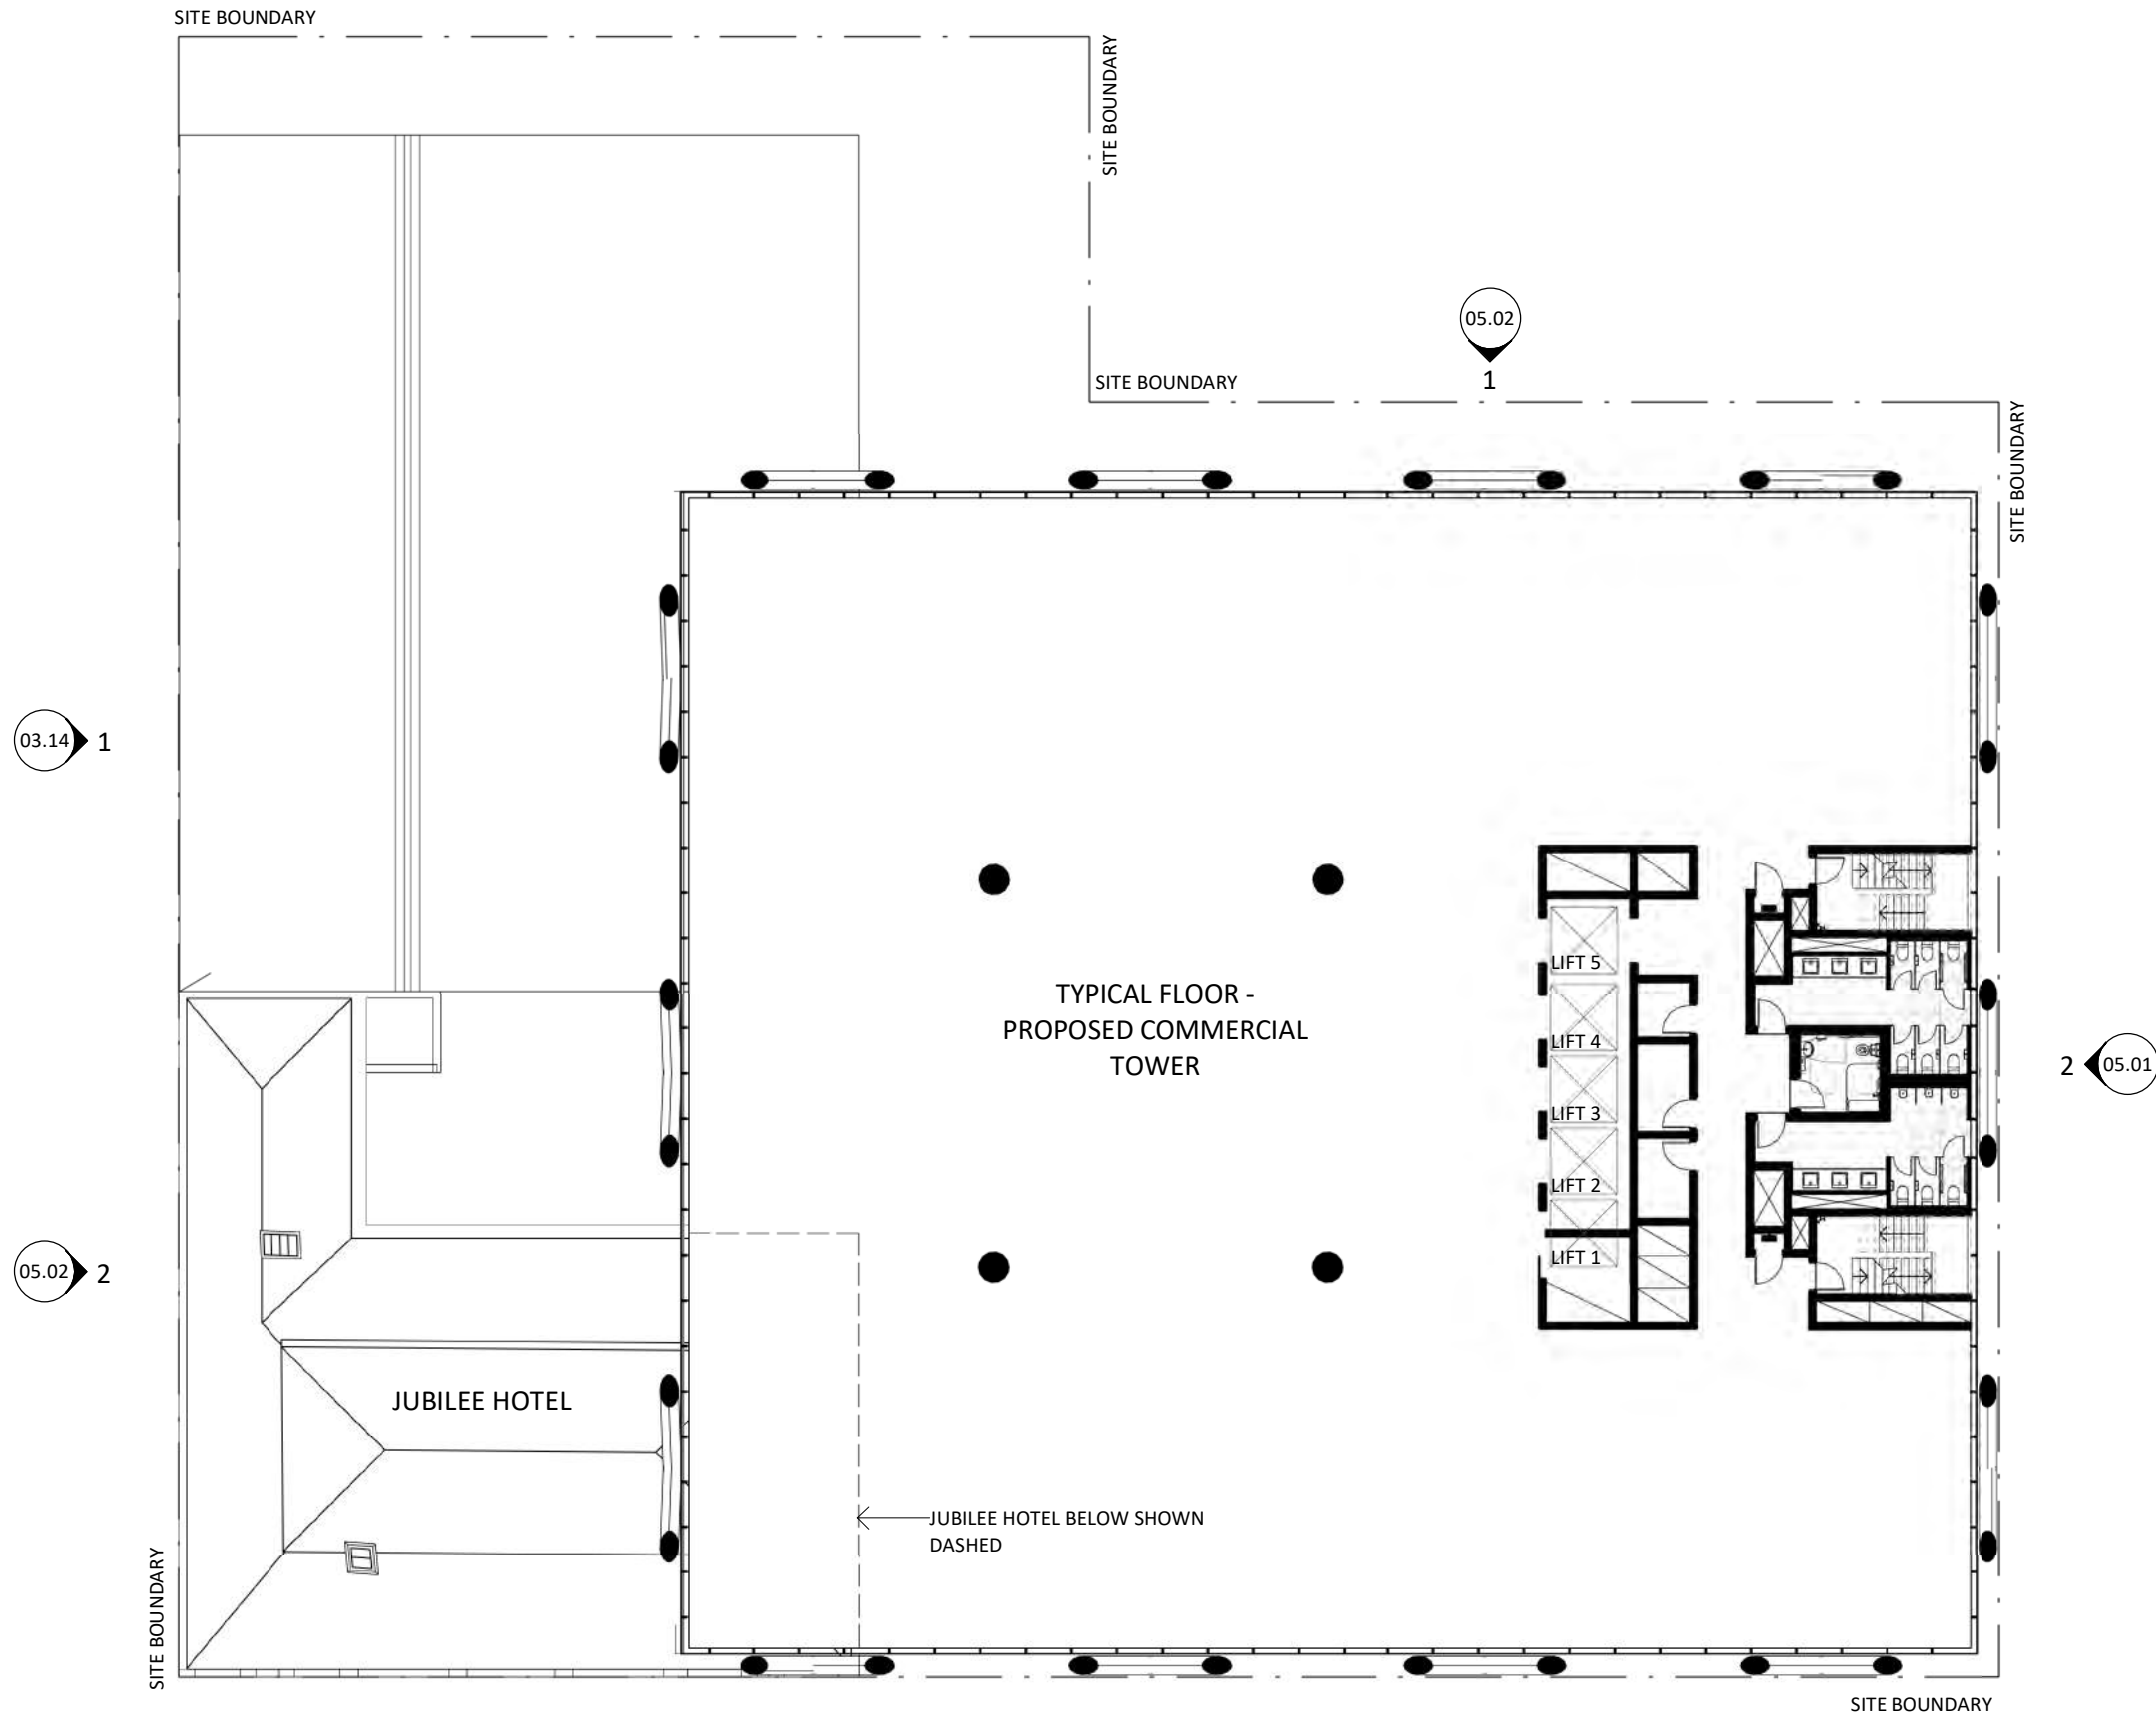 SITE BOUNDARY
SITE BOUNDARY
05.02
1
SITE BOUNDARY
SITE BOUNDARY
03.14
1
LIFT 5
TYPICAL FLOOR -
PROPOSED COMMERCIAL
TOWER
LIFT 4
LIFT 3
2
05.01
LIFT 2
LIFT 1
05.02
2
JUBILEE HOTEL
JUBILEE HOTEL BELOW SHOWN
DASHED
SITE BOUNDARY
SITE BOUNDARY